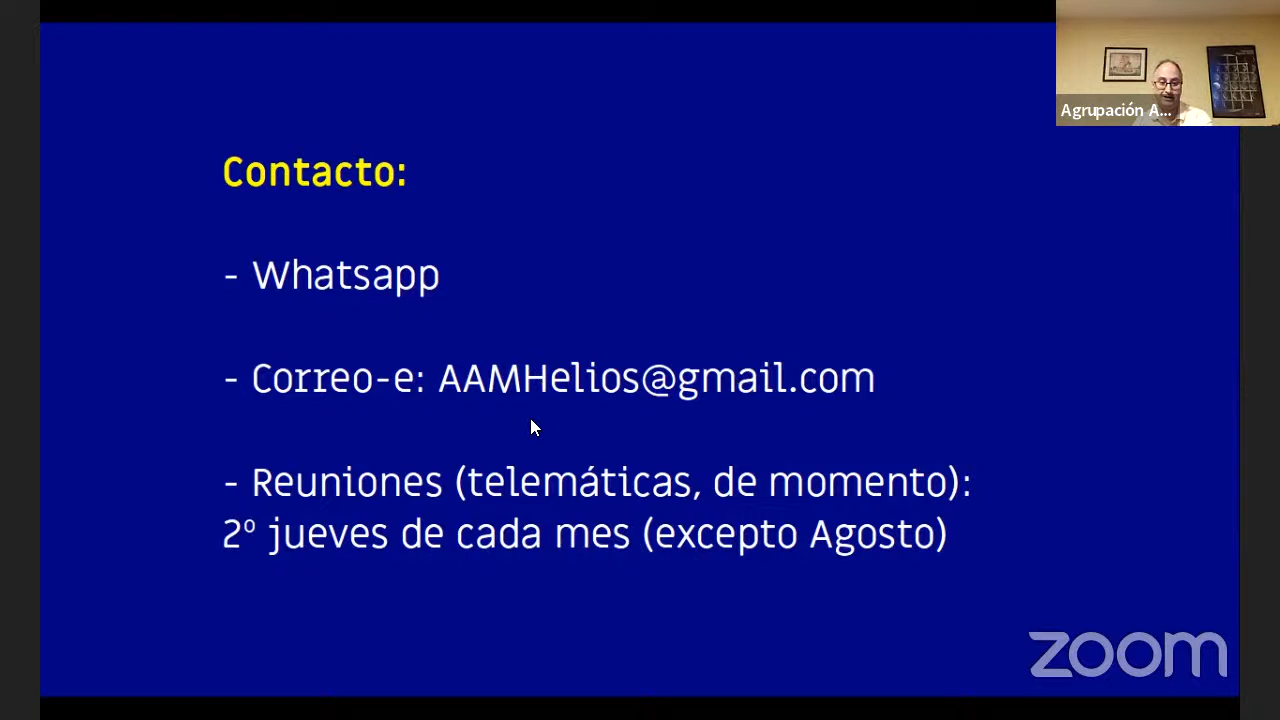 Agrupación A...
Contacto:
- Whatsapp
- Correo-e: AAMHelios@gmail.com
- Reuniones (telemáticas, de momento):
2º jueves de cada mes (excepto Agosto)
zoom